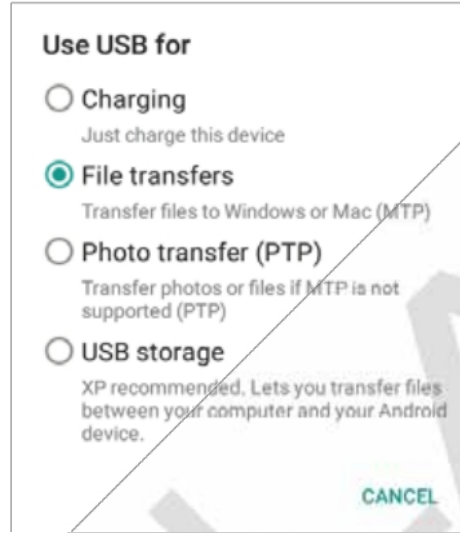 Use USB for
Charging
Just charge this device
File transfers
Transfer files to Windows or Mac (MTP)
Photo transfer (PTP)
Transfer photos or files if MTP is not
supported (PTP)
USB storage
XP recommended. Lets you transfer files
between your computer and your Android
device.
CANCEL